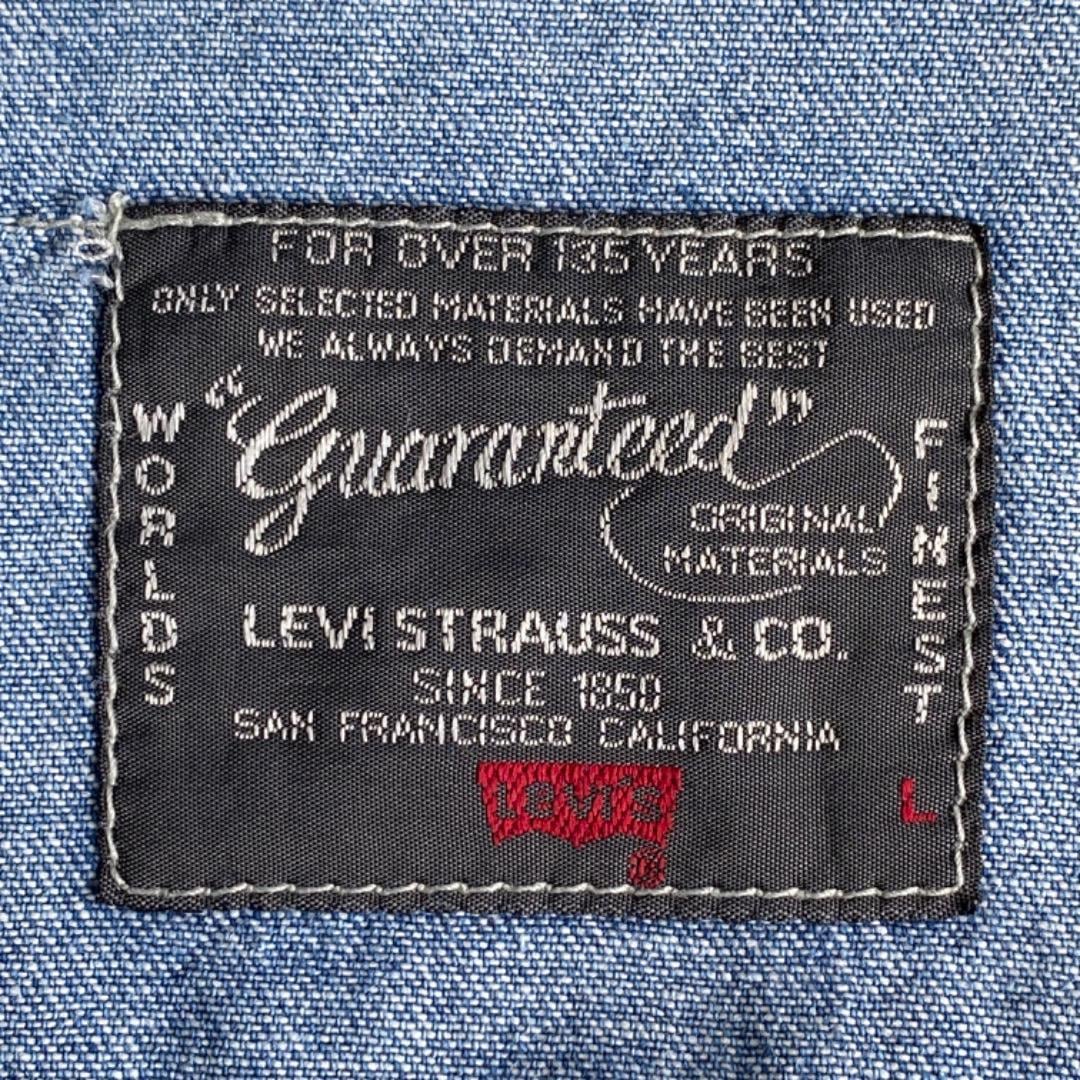 FOR OVER 135 YEARS
ONLY SELECTED MATERIALS HAVE BEEN USED
WE ALWAYS DEMAND THE BEST
WORLDS
"Guaranteed"
FINEST
ORIGINAL
MATERIALS
LEVI STRAUSS & CO.
SINCE 1850
SAN FRANCISCO CALIFORNIA
Levi's
®
L